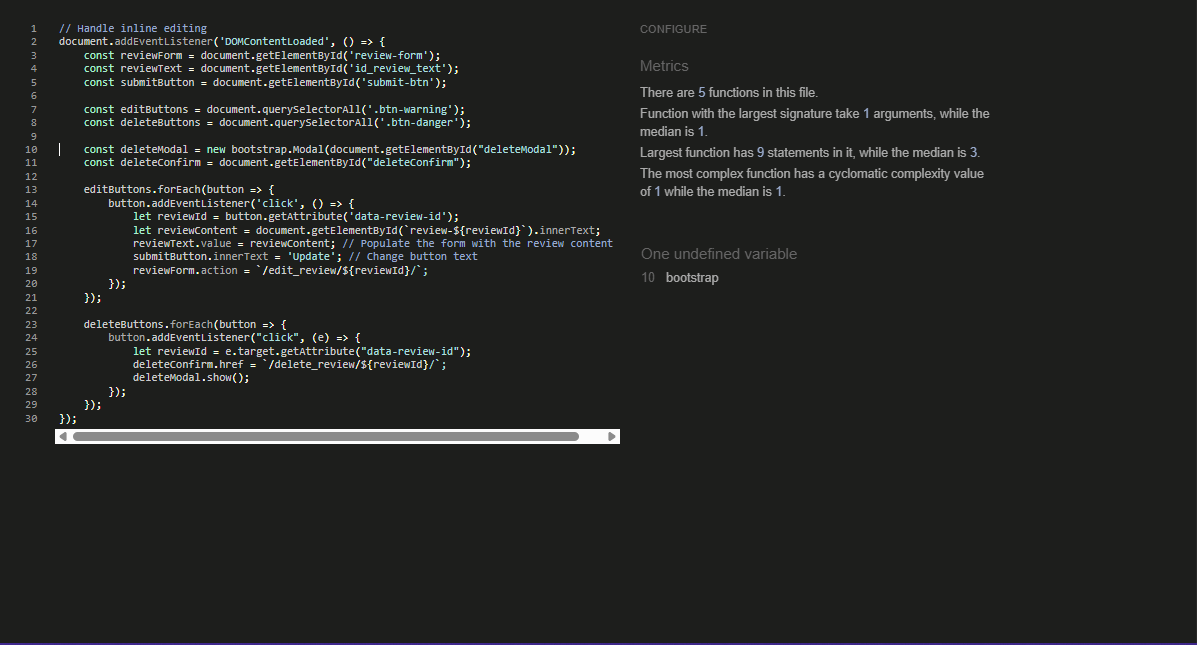 1 // Handle inline editing
2 document.addEventListener('DOMContentLoaded', () => {
3     const reviewForm = document.getElementById('review-form');
4     const reviewText = document.getElementById('id_review_text');
5     const submitButton = document.getElementById('submit-btn');
6
7     const editButtons = document.querySelectorAll('.btn-warning');
8     const deleteButtons = document.querySelectorAll('.btn-danger');
9
10     const deleteModal = new bootstrap.Modal(document.getElementById("deleteModal"));
11     const deleteConfirm = document.getElementById("deleteConfirm");
12
13     editButtons.forEach(button => {
14         button.addEventListener('click', () => {
15             let reviewId = button.getAttribute('data-review-id');
16             let reviewContent = document.getElementById(`review-${reviewId}`).innerText;
17             reviewText.value = reviewContent; // Populate the form with the review content
18             submitButton.innerText = 'Update'; // Change button text
19             reviewForm.action = `/edit_review/${reviewId}/`;
20         });
21     });
22
23     deleteButtons.forEach(button => {
24         button.addEventListener("click", (e) => {
25             let reviewId = e.target.getAttribute("data-review-id");
26             deleteConfirm.href = `/delete_review/${reviewId}/`;
27             deleteModal.show();
28         });
29     });
30 });
CONFIGURE
Metrics
There are 5 functions in this file.
Function with the largest signature take 1 arguments, while the
median is 1.
Largest function has 9 statements in it, while the median is 3.
The most complex function has a cyclomatic complexity value
of 1 while the median is 1.
One undefined variable
10 bootstrap